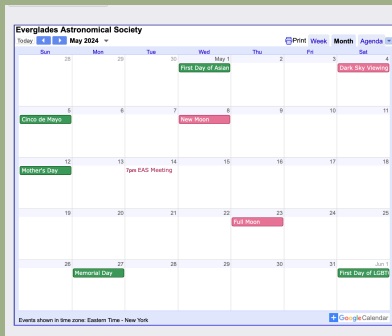 Everglades Astronomical Society
Today May 2024 Print Week Month Agenda
Sun Mon Tue Wed Thu Fri Sat
28 29 30 May 1 2 3 4
First Day of Asian Dark Sky Viewing
5 6 7 8 9 10 11
Cinco de Mayo New Moon
12 13 14 15 16 17 18
Mother's Day 7pm EAS Meeting
19 20 21 22 23 24 25
Full Moon
26 27 28 29 30 31 Jun 1
Memorial Day First Day of LGBT
Events shown in time zone: Eastern Time - New York
GoogleCalendar